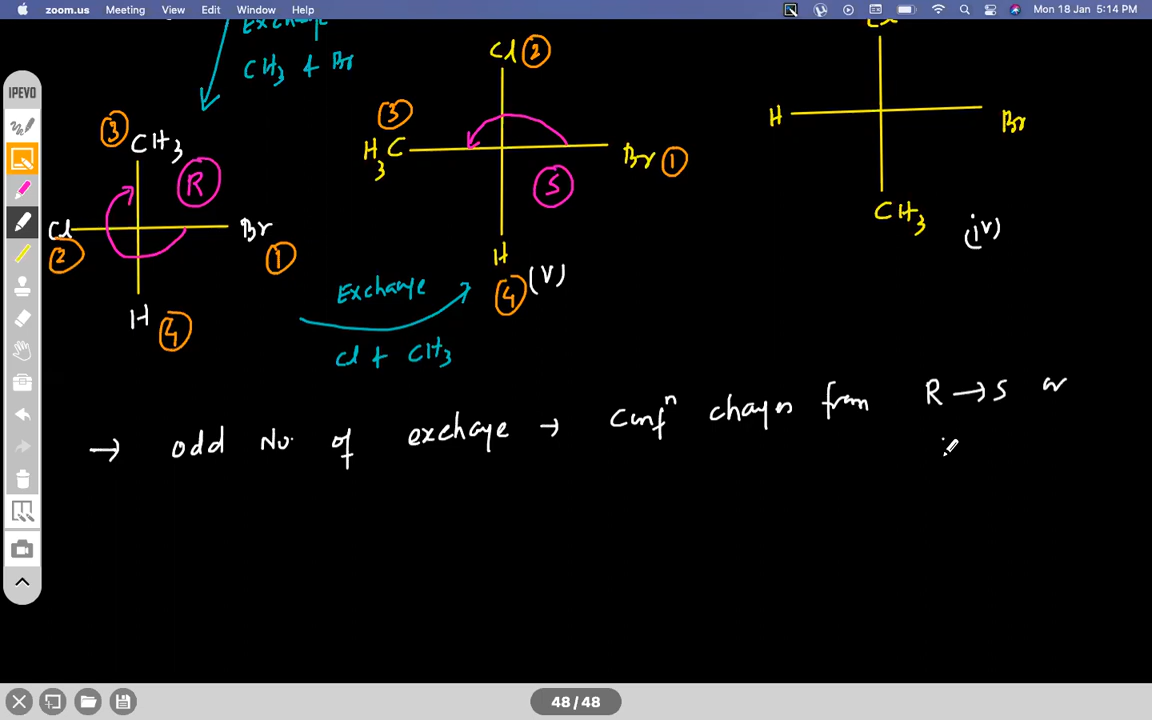 zoom.us Meeting View Edit Window Help Mon 18 Jan 5:14 PM
Exchange
CH3 + Br
IPEVO
3
CH3
R
Cl
2
Br
1
H
4
Cl 2
3
H3C
Br 1
S
H
4 (V)
Exchange
Cl + CH3
H
Br
CH3
(iv)
→ odd No. of exchage → Confn chages from R → S or
48 / 48